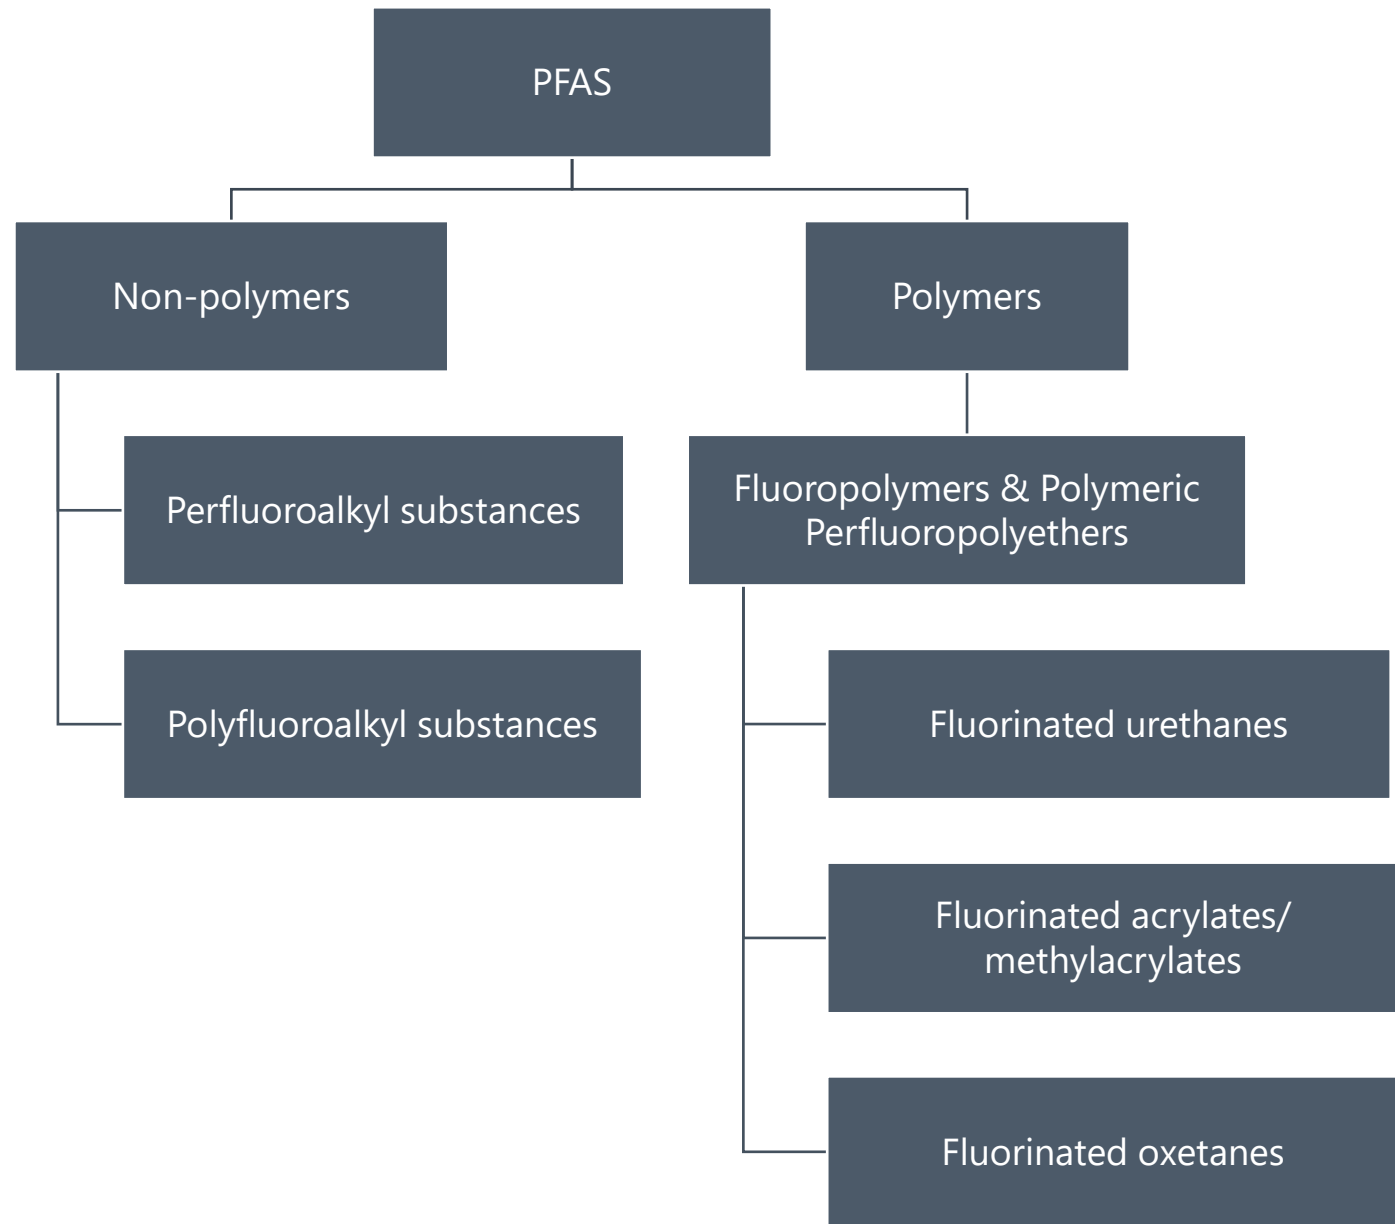 PFAS
Non-polymers
Polymers
Perfluoroalkyl substances
Fluoropolymers & Polymeric
Perfluoropolyethers
Polyfluoroalkyl substances
Fluorinated urethanes
Fluorinated acrylates/
methylacrylates
Fluorinated oxetanes